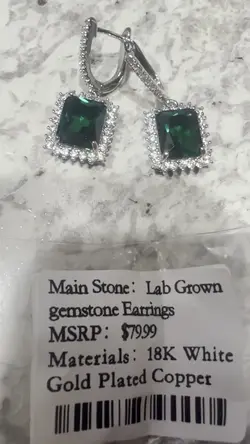 Main Stone: Lab Grown
gemstone Earrings
MSRP: $79.99
Materials: 18K White
Gold Plated Copper